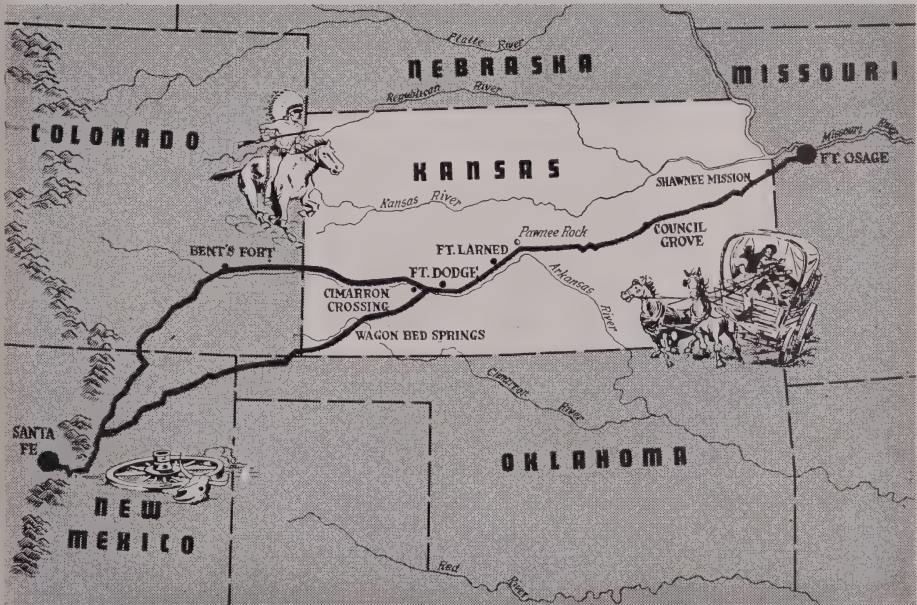 Platte River
NEBRASKA
MISSOURI
Republican River
COLORADO
Missouri River
KANSAS
FT. OSAGE
SHAWNEE MISSION
Kansas River
Pawnee Rock
COUNCIL
GROVE
BENT'S FORT
FT. LARNED
FT. DODGE
Arkansas River
CIMARRON
CROSSING
WAGON BED SPRINGS
Cimarron River
SANTA
FE
OKLAHOMA
NEW
MEXICO
Red River